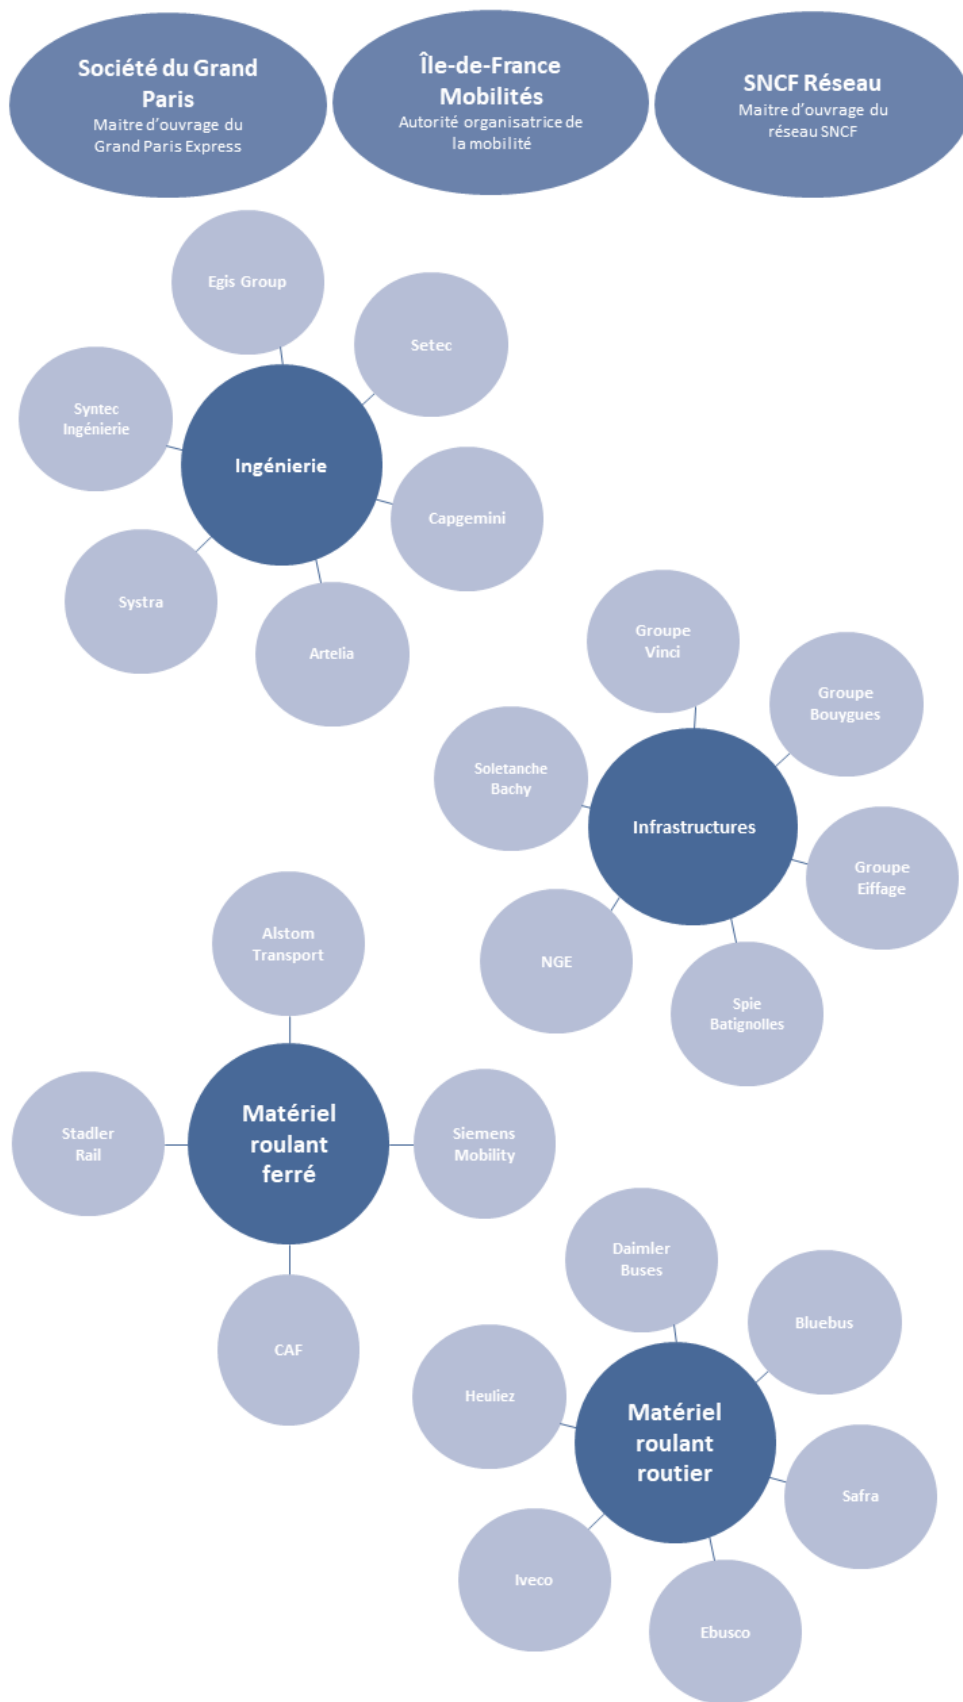 Société du Grand
Paris
Maitre d'ouvrage du
Grand Paris Express
Île-de-France
Mobilités
Autorité organisatrice de
la mobilité
SNCF Réseau
Maitre d'ouvrage du
réseau SNCF
Egis Group
Setec
Syntec
Ingénierie
Ingénierie
Capgemini
Systra
Artelia
Groupe
Vinci
Groupe
Bouygues
Soletanche
Bachy
Infrastructures
Groupe
Eiffage
NGE
Spie
Batignolles
Alstom
Transport
Stadler
Rail
Matériel
roulant
ferré
Siemens
Mobility
CAF
Daimler
Buses
Bluebus
Heuliez
Matériel
roulant
routier
Safra
Iveco
Ebusco